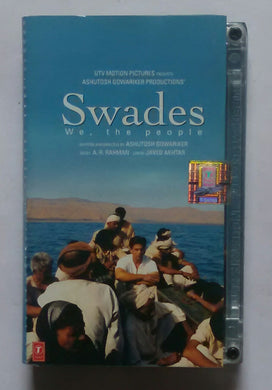 UTV MOTION PICTURES PRESENTS
ASHUTOSH GOWARIKER PRODUCTIONS'
Swades
We, the people
WRITTEN AND DIRECTED BY ASHUTOSH GOWARIKER
MUSIC A. R. RAHMAN LYRICS JAVED AKHTAR
T